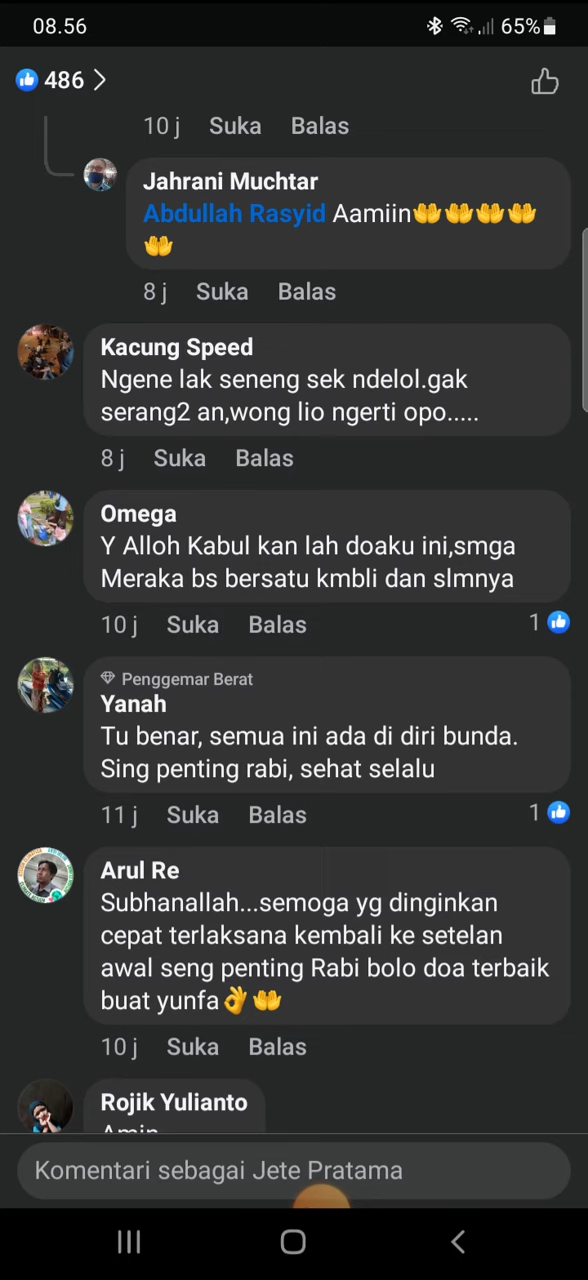 08.56
65%
486
10 j Suka Balas
Jahrani Muchtar
Abdullah Rasyid Aamiin🤲🤲🤲🤲
🤲
8 j Suka Balas
Kacung Speed
Ngene lak seneng sek ndelol.gak
serang2 an,wong lio ngerti opo.....
8 j Suka Balas
Omega
Y Alloh Kabul kan lah doaku ini,smga
Meraka bs bersatu kmbli dan slmnya
10 j Suka Balas 1
Penggemar Berat
Yanah
Tu benar, semua ini ada di diri bunda.
Sing penting rabi, sehat selalu
11 j Suka Balas 1
Arul Re
Subhanallah...semoga yg dinginkan
cepat terlaksana kembali ke setelan
awal seng penting Rabi bolo doa terbaik
buat yunfa👌🤲
10 j Suka Balas
Rojik Yulianto
Amin
Komentari sebagai Jete Pratama